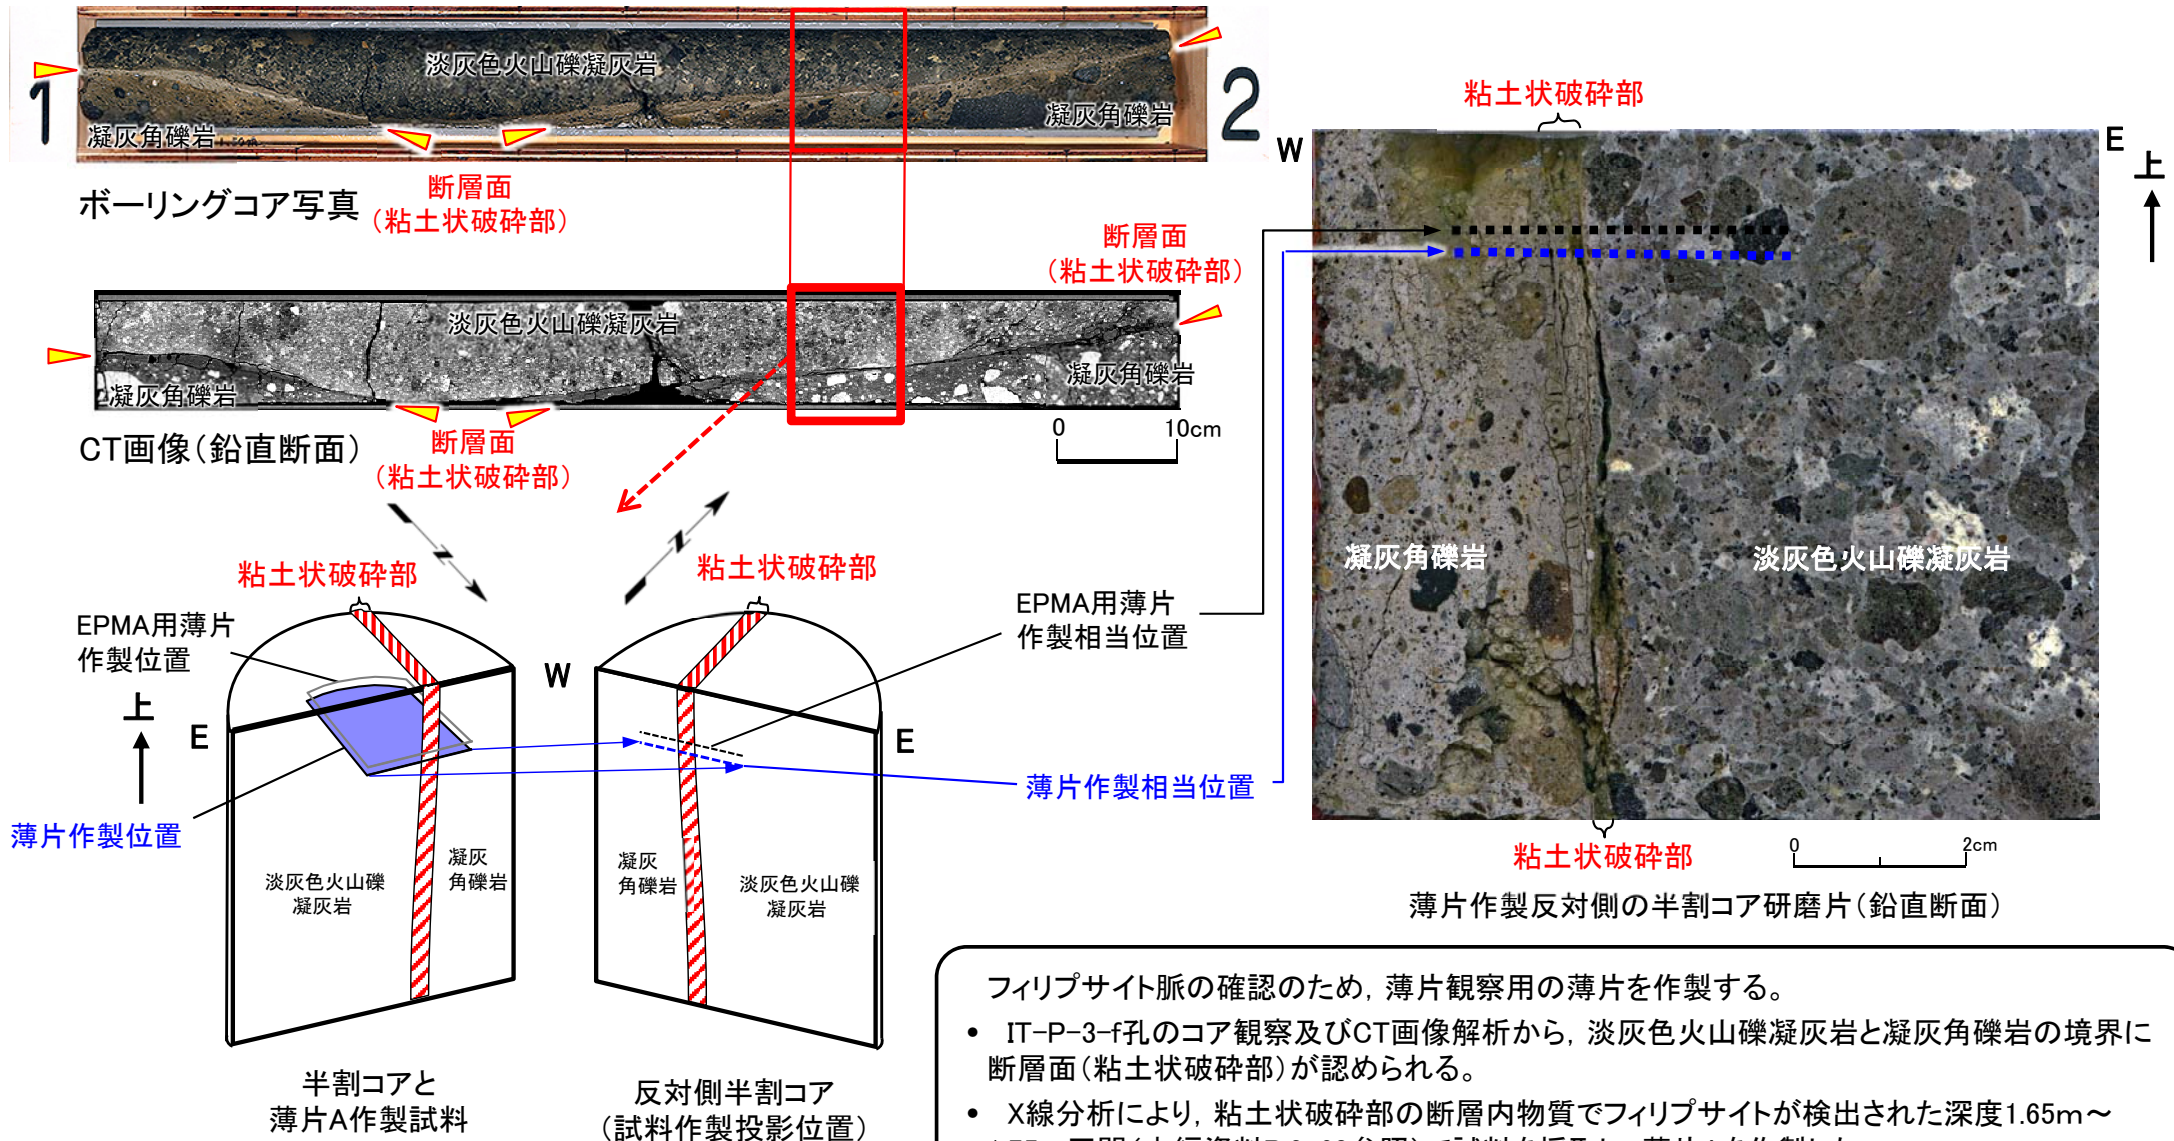 淡灰色火山礫凝灰岩
1
凝灰角礫岩
凝灰角礫岩
2
ボーリングコア写真
断層面
(粘土状破砕部)
断層面
(粘土状破砕部)
淡灰色火山礫凝灰岩
凝灰角礫岩
凝灰角礫岩
CT画像(鉛直断面)
断層面
(粘土状破砕部)
0 10cm
粘土状破砕部
W
E
上
凝灰角礫岩
淡灰色火山礫凝灰岩
粘土状破砕部
0 2cm
薄片作製反対側の半割コア研磨片(鉛直断面)
N
N
粘土状破砕部
粘土状破砕部
EPMA用薄片
作製位置
EPMA用薄片
作製相当位置
上
E
W
E
薄片作製位置
薄片作製相当位置
淡灰色火山礫
凝灰岩
凝灰
角礫岩
凝灰
角礫岩
淡灰色火山礫
凝灰岩
半割コアと
薄片A作製試料
反対側半割コア
(試料作製投影位置)
フィリプサイト脈の確認のため,薄片観察用の薄片を作製する。
• IT-P-3-f孔のコア観察及びCT画像解析から,淡灰色火山礫凝灰岩と凝灰角礫岩の境界に
断層面(粘土状破砕部)が認められる。
• X線分析により,粘土状破砕部の断層内物質でフィリプサイトが検出された深度1.65m~